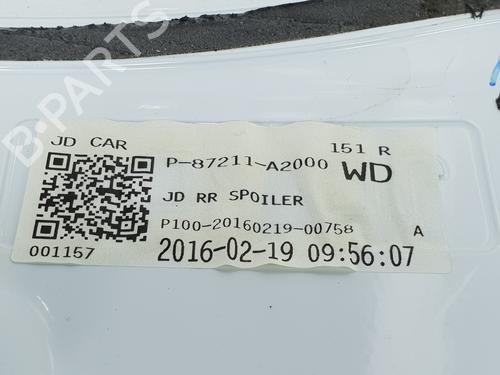 B-PARTS
JD CAR
151 R
P-87211-A2000
WD
JD RR SPOILER
P100-20160219-00758
A
001157
2016-02-19 09:56:07